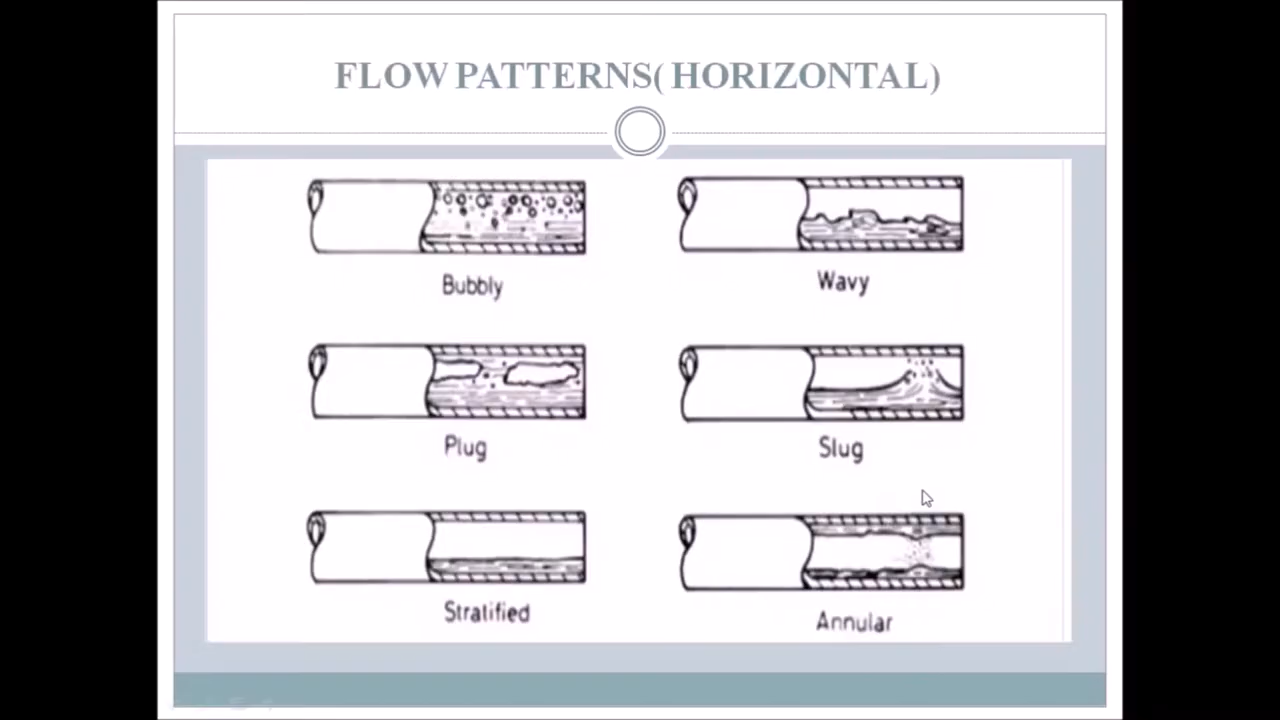 FLOW PATTERNS( HORIZONTAL)
Bubbly
Wavy
Plug
Slug
Stratified
Annular